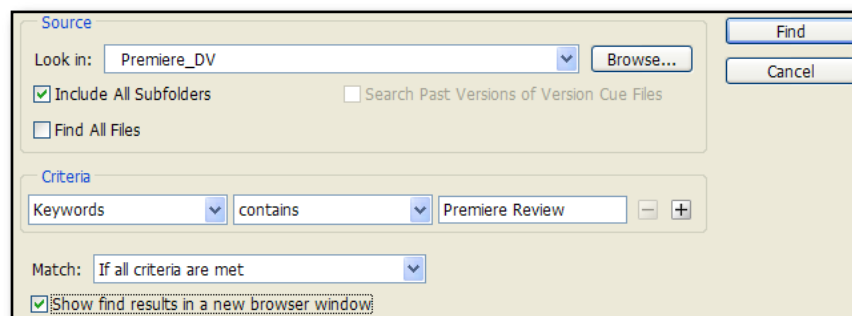 Source
Find
Look in: Premiere_DV Browse...
Cancel
Include All Subfolders Search Past Versions of Version Cue Files
Find All Files
Criteria
Keywords contains Premiere Review
Match: If all criteria are met
Show find results in a new browser window